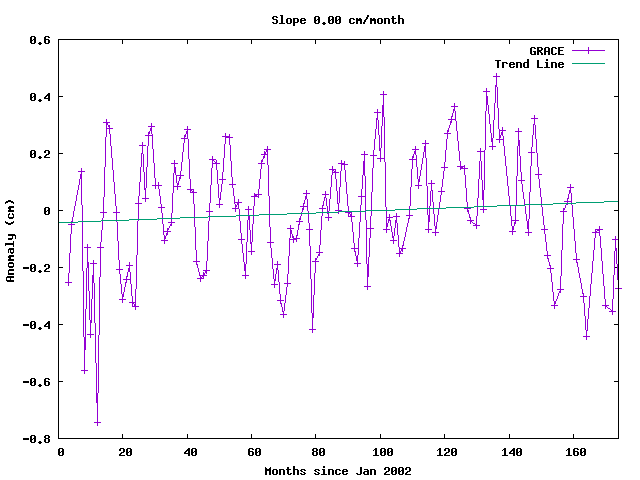 Slope 0.00 cm/month
GRACE
Trend Line
Anomaly (cm)
0.6
0.4
0.2
0
-0.2
-0.4
-0.6
-0.8
0 20 40 60 80 100 120 140 160
Months since Jan 2002